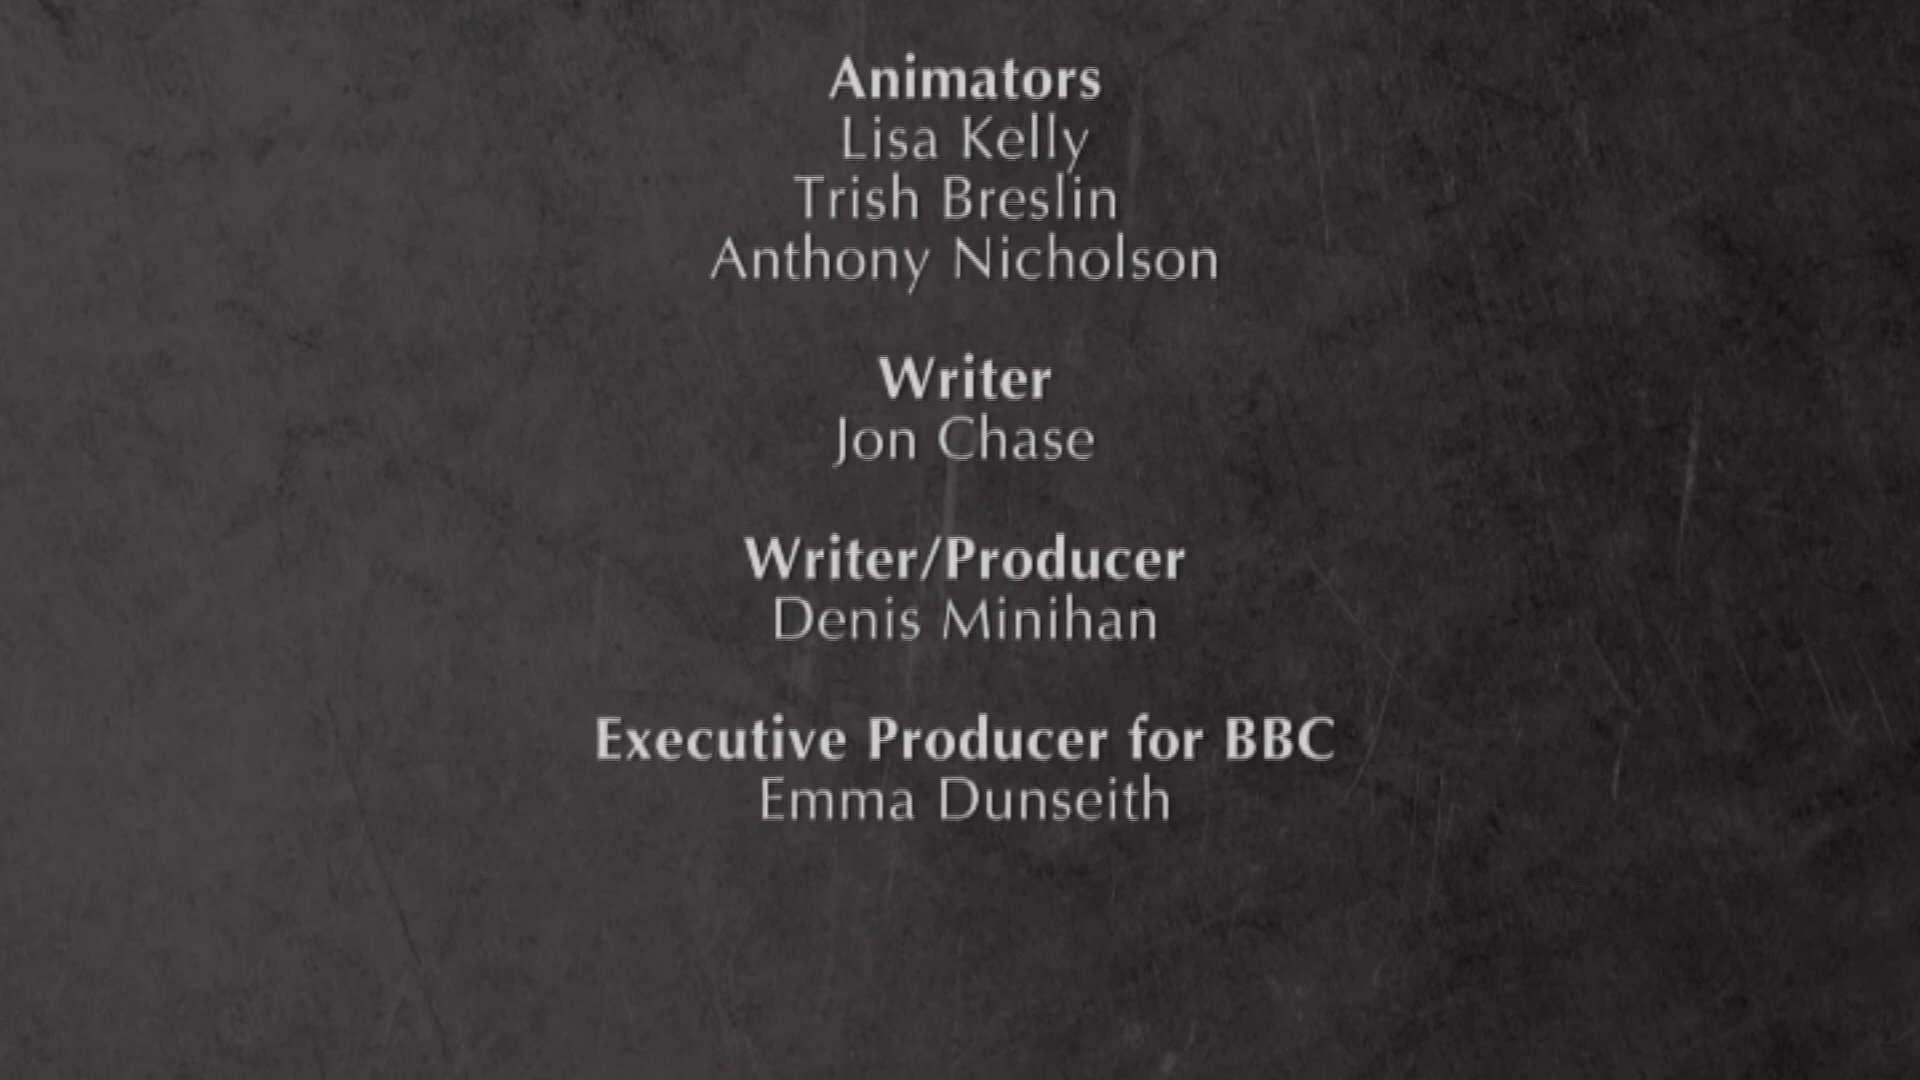 Animators
Lisa Kelly
Trish Breslin
Anthony Nicholson
Writer
Jon Chase
Writer/Producer
Denis Minihan
Executive Producer for BBC
Emma Dunseith